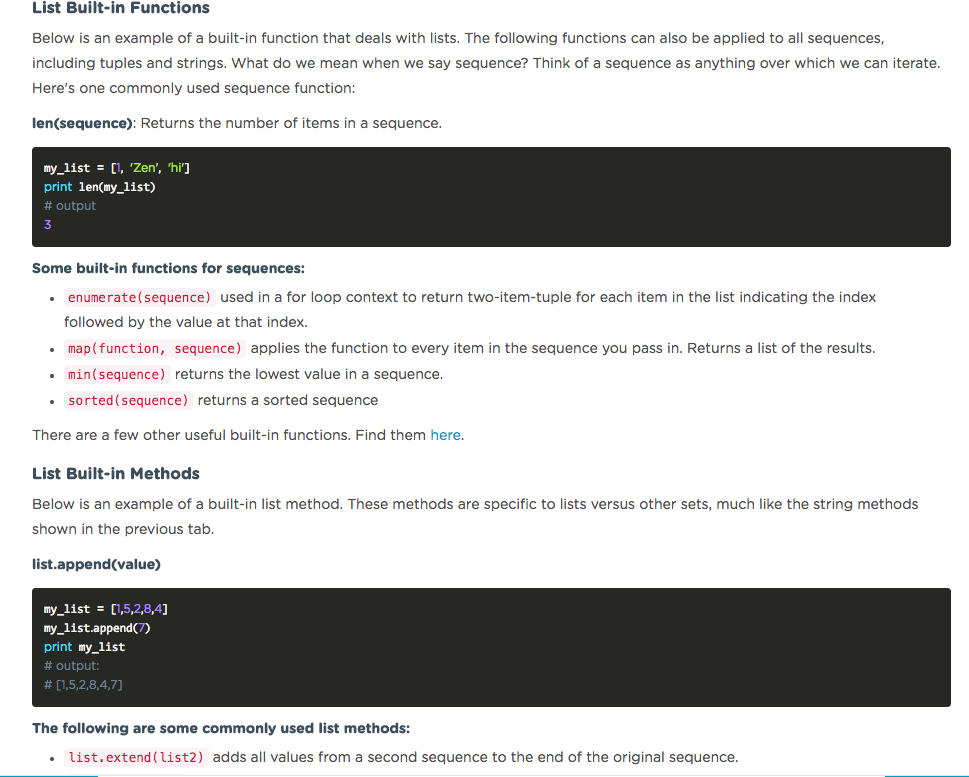 List Built-in Functions
Below is an example of a built-in function that deals with lists. The following functions can also be applied to all sequences,
including tuples and strings. What do we mean when we say sequence? Think of a sequence as anything over which we can iterate.
Here's one commonly used sequence function:
len(sequence): Returns the number of items in a sequence.
my_list = [1, 'Zen', 'hi']
print len(my_list)
# output
3
Some built-in functions for sequences:
• enumerate(sequence) used in a for loop context to return two-item-tuple for each item in the list indicating the index
followed by the value at that index.
• map(function, sequence) applies the function to every item in the sequence you pass in. Returns a list of the results.
• min(sequence) returns the lowest value in a sequence.
• sorted(sequence) returns a sorted sequence
There are a few other useful built-in functions. Find them here.
List Built-in Methods
Below is an example of a built-in list method. These methods are specific to lists versus other sets, much like the string methods
shown in the previous tab.
list.append(value)
my_list = [1,5,2,8,4]
my_list.append(7)
print my_list
# output:
# [1,5,2,8,4,7]
The following are some commonly used list methods:
• list.extend(list2) adds all values from a second sequence to the end of the original sequence.